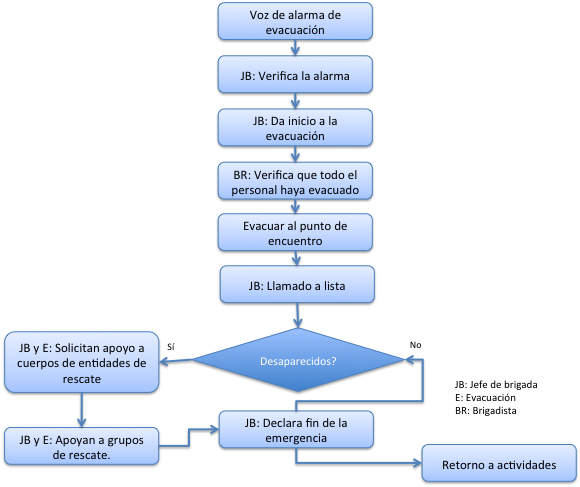 Voz de alarma de
evacuación
JB: Verifica la alarma
JB: Da inicio a la
evacuación
BR: Verifica que todo el
personal haya evacuado
Evacuar al punto de
encuentro
JB: Llamado a lista
Desaparecidos?
Sí
No
JB y E: Solicitan apoyo a
cuerpos de entidades de
rescate
JB y E: Apoyan a grupos
de rescate.
JB: Declara fin de la
emergencia
Retorno a actividades
JB: Jefe de brigada
E: Evacuación
BR: Brigadista